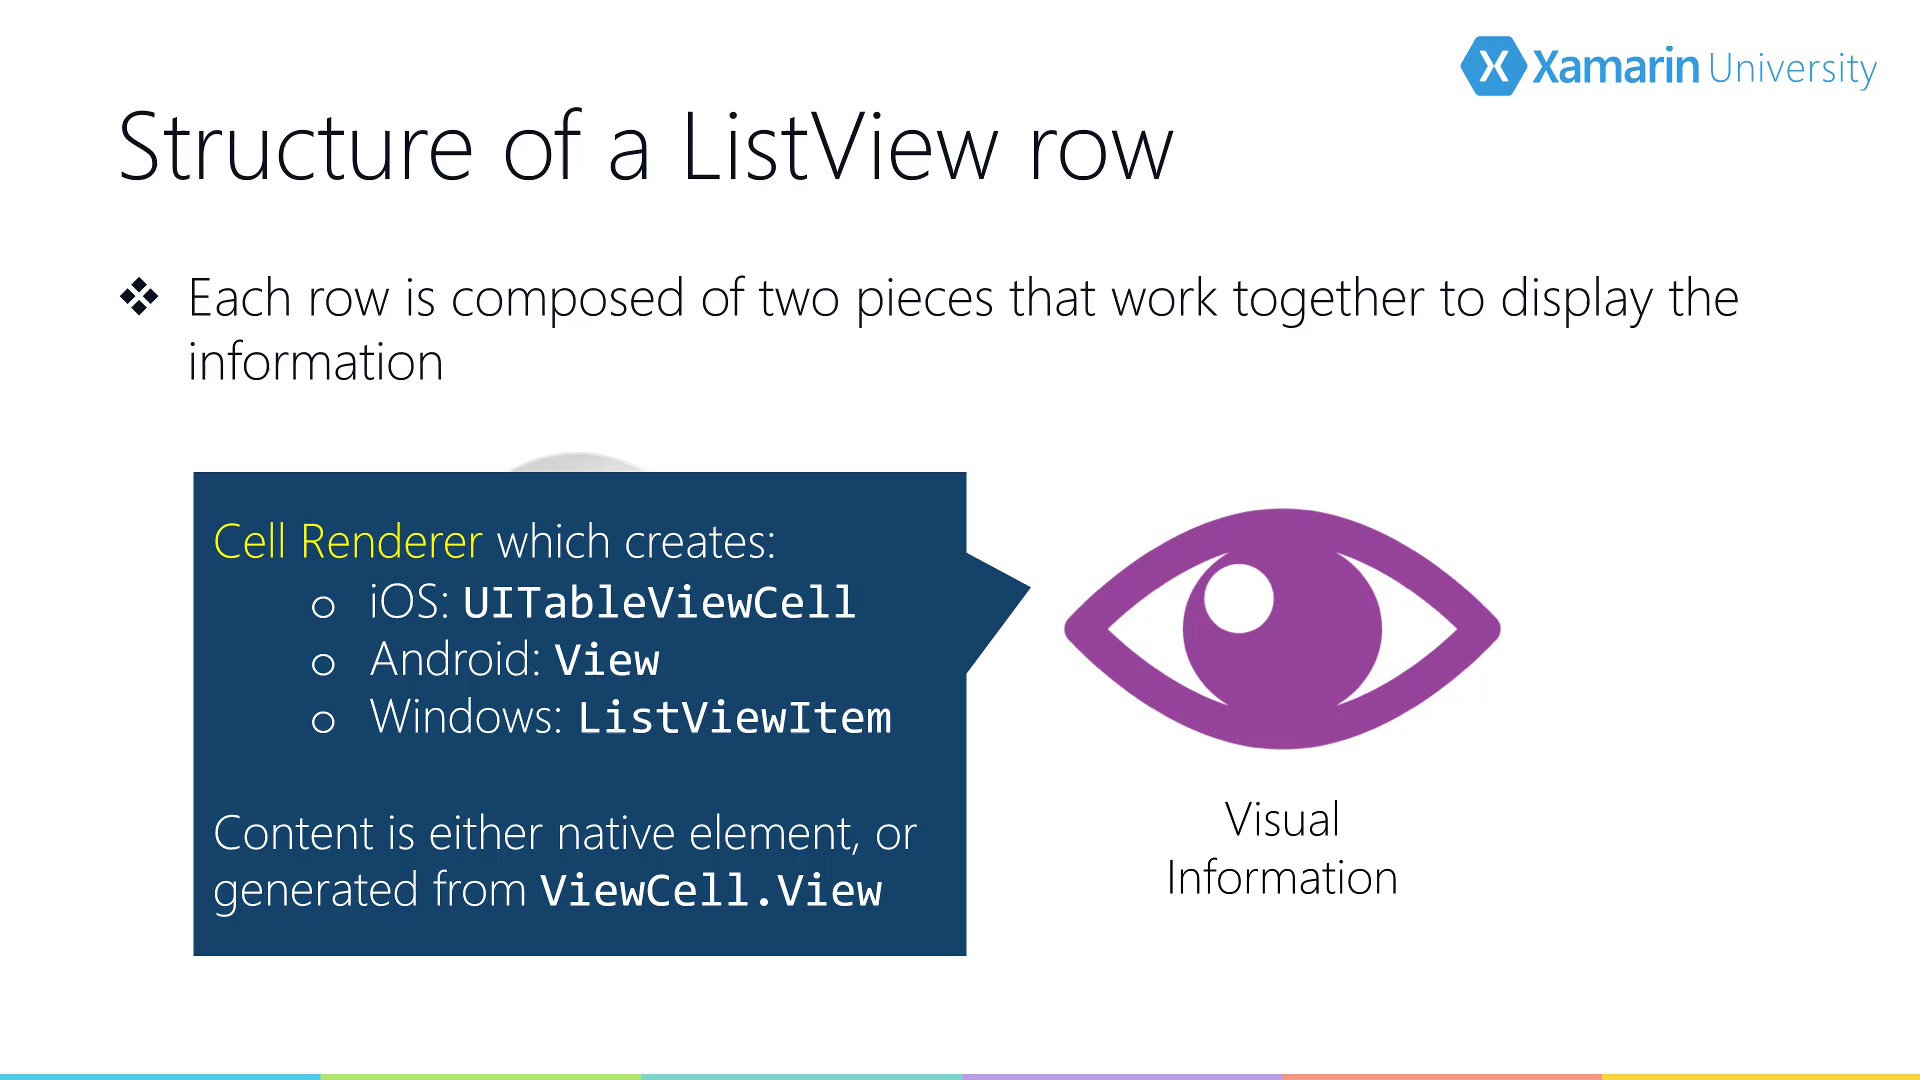 Xamarin University
Structure of a ListView row
❖ Each row is composed of two pieces that work together to display the
information
Cell Renderer which creates:
o iOS: UITableViewCell
o Android: View
o Windows: ListViewItem
Content is either native element, or
generated from ViewCell.View
Visual
Information